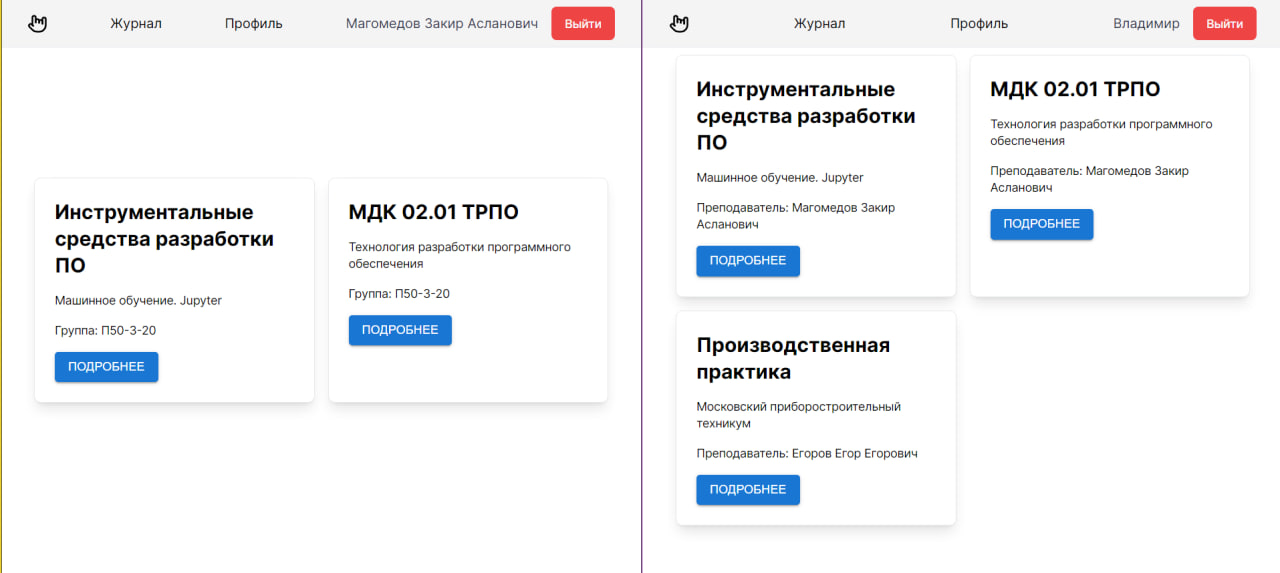 Журнал
Профиль
Магомедов Закир Асланович
Выйти
Инструментальные
средства разработки
ПО
Машинное обучение. Jupyter
Группа: П50-3-20
ПОДРОБНЕЕ
МДК 02.01 ТРПО
Технология разработки программного
обеспечения
Группа: П50-3-20
ПОДРОБНЕЕ
Журнал
Профиль
Владимир
Выйти
Инструментальные
средства разработки
ПО
Машинное обучение. Jupyter
Преподаватель: Магомедов Закир
Асланович
ПОДРОБНЕЕ
МДК 02.01 ТРПО
Технология разработки программного
обеспечения
Преподаватель: Магомедов Закир
Асланович
ПОДРОБНЕЕ
Производственная
практика
Московский приборостроительный
техникум
Преподаватель: Егоров Егор Егорович
ПОДРОБНЕЕ